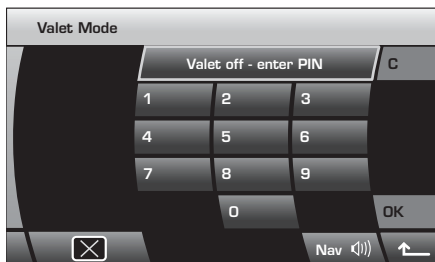 Valet Mode
Valet off - enter PIN
C
1 2 3
4 5 6
7 8 9
0
OK
Nav